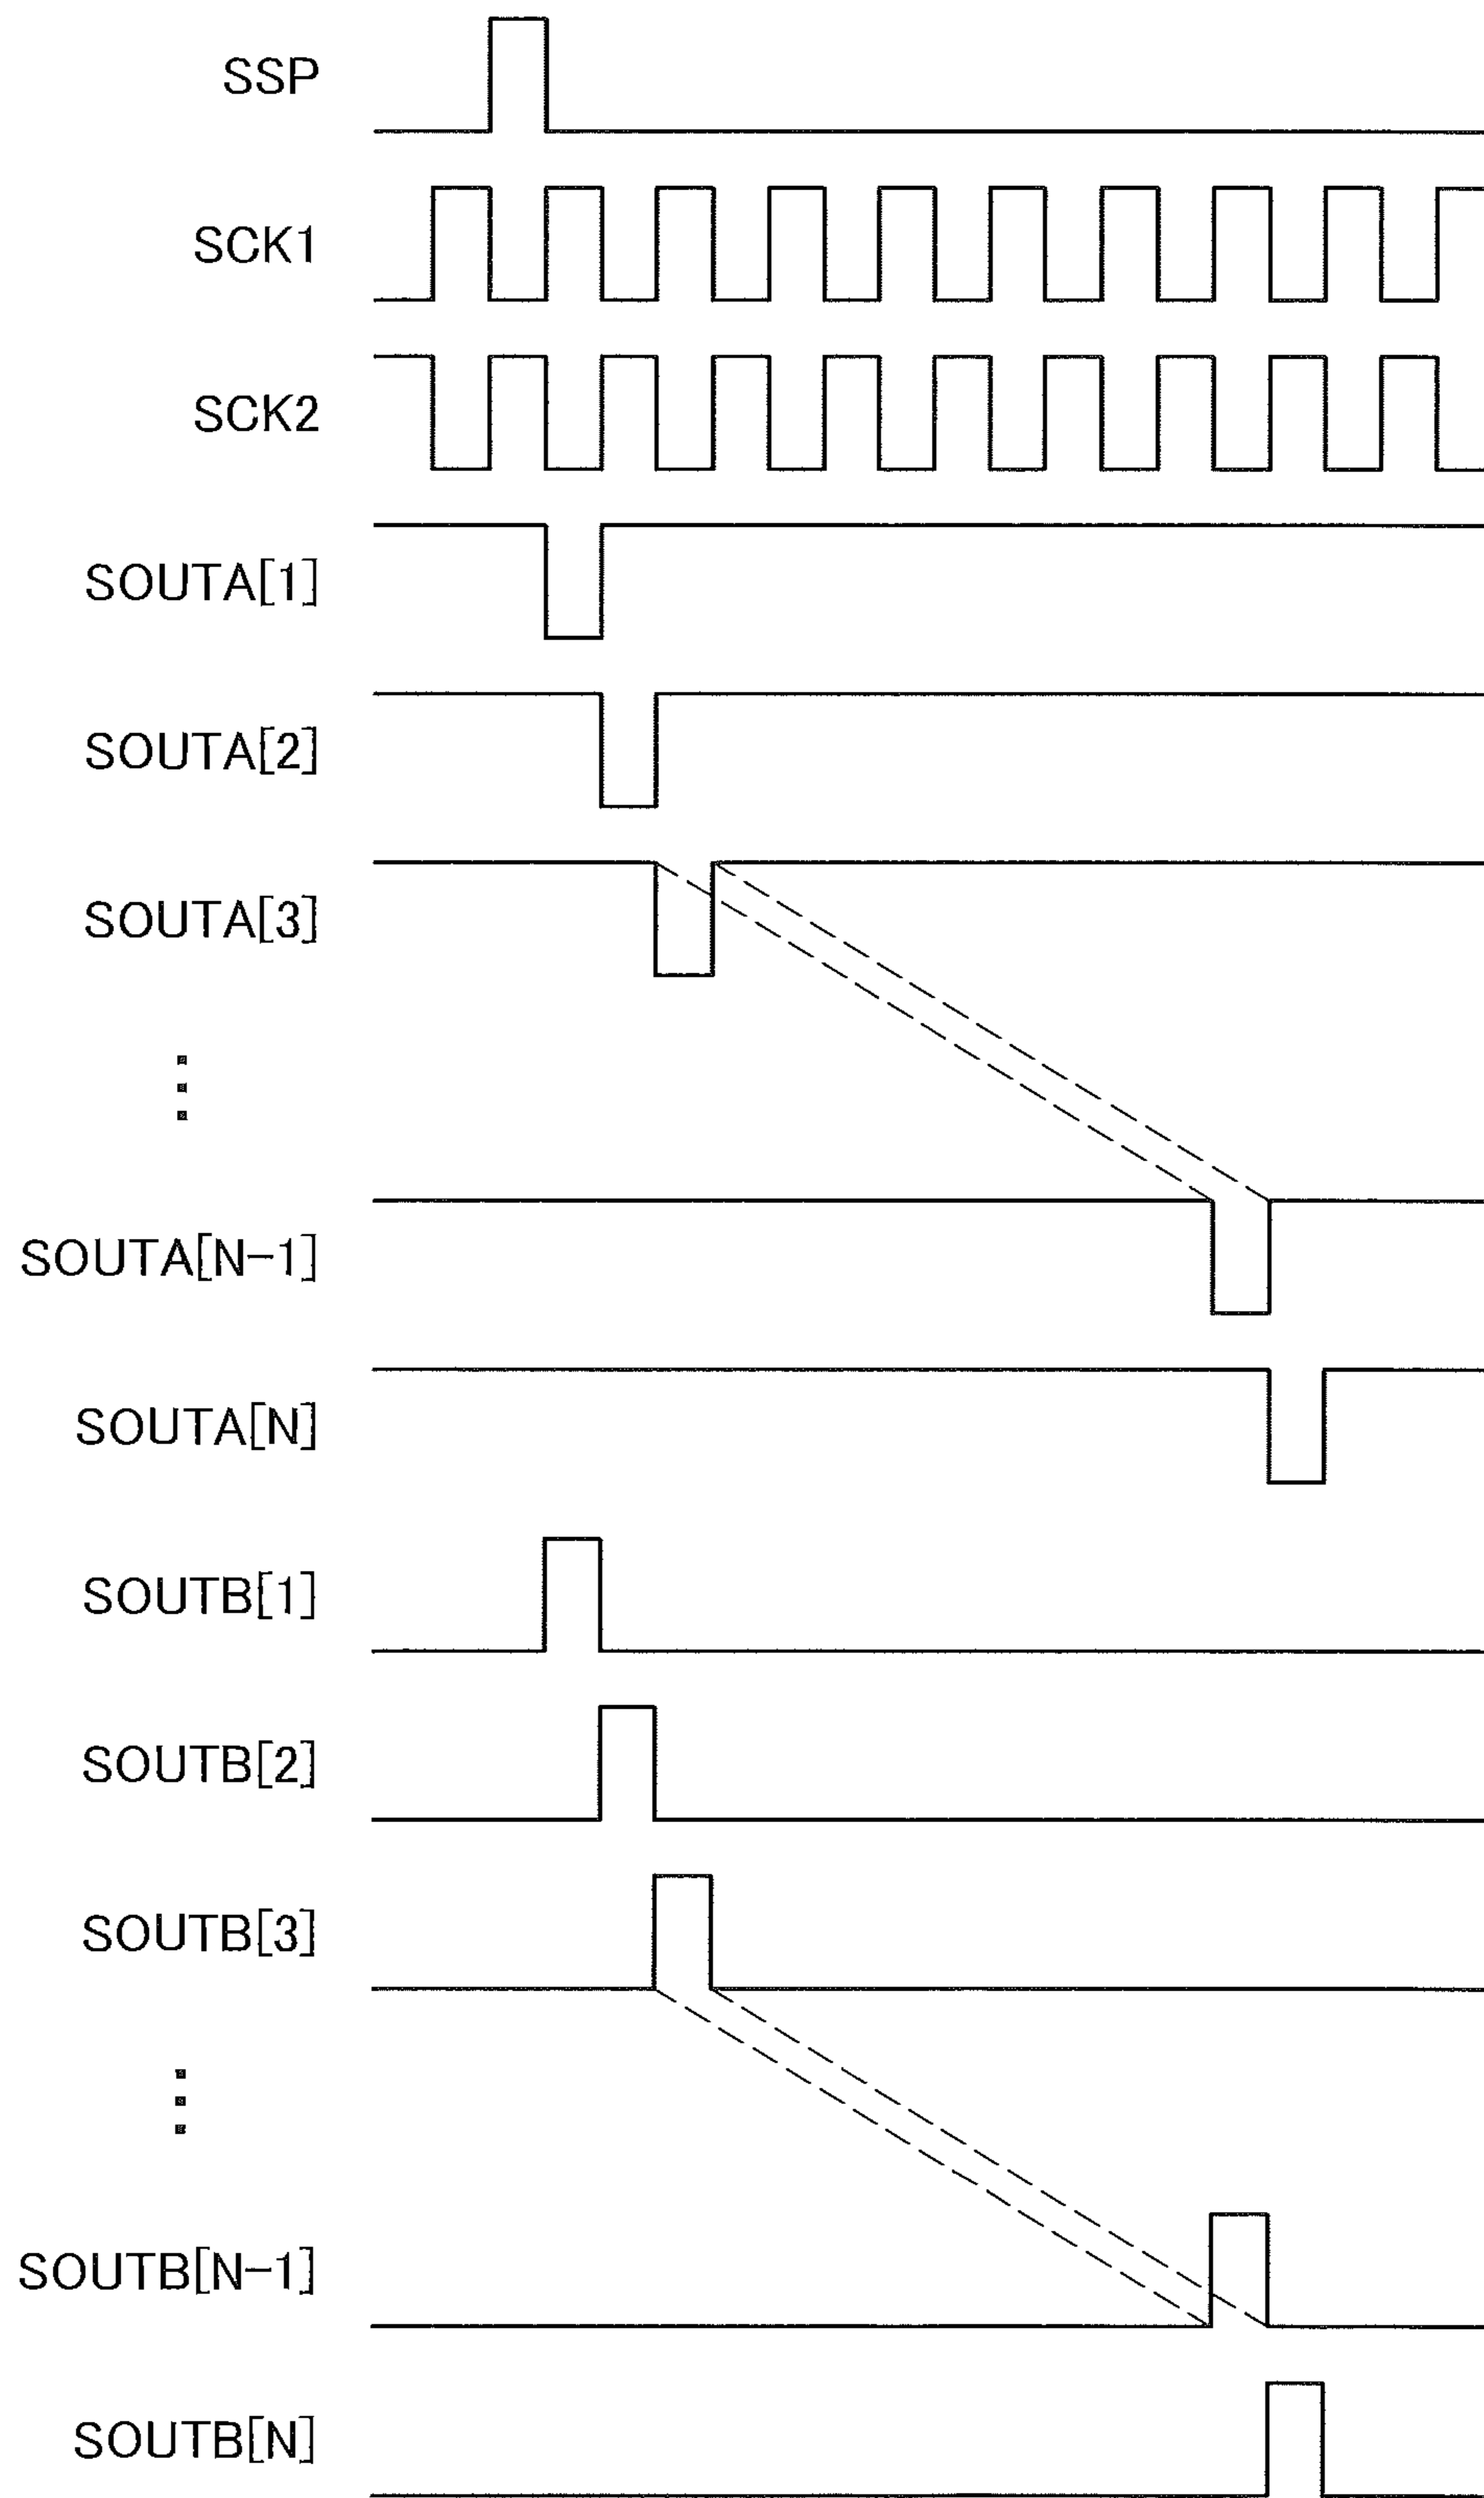 SSP
SCK1
SCK2
SOUTA[1]
SOUTA[2]
SOUTA[3]
⋮
SOUTA[N-1]
SOUTA[N]
SOUTB[1]
SOUTB[2]
SOUTB[3]
⋮
SOUTB[N-1]
SOUTB[N]